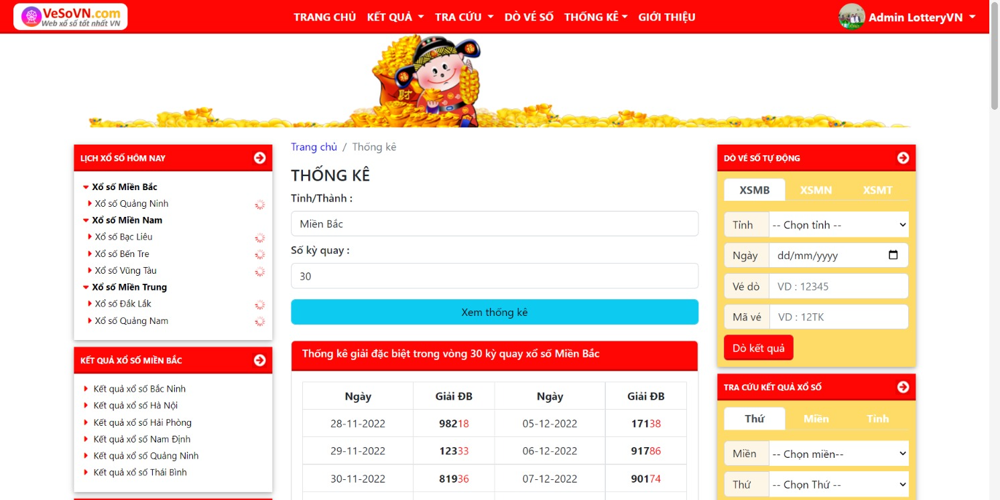 VeSoVN.com
Web xổ số tốt nhất VN
TRANG CHỦ KẾT QUẢ TRA CỨU DÒ VÉ SỐ THỐNG KÊ GIỚI THIỆU
Admin LotteryVN
財
LỊCH XỔ SỐ HÔM NAY
Xổ số Miền Bắc
Xổ số Quảng Ninh
Xổ số Miền Nam
Xổ số Bạc Liêu
Xổ số Bến Tre
Xổ số Vũng Tàu
Xổ số Miền Trung
Xổ số Đắk Lắk
Xổ số Quảng Nam
KẾT QUẢ XỔ SỐ MIỀN BẮC
Kết quả xổ số Bắc Ninh
Kết quả xổ số Hà Nội
Kết quả xổ số Hải Phòng
Kết quả xổ số Nam Định
Kết quả xổ số Quảng Ninh
Kết quả xổ số Thái Bình
Trang chủ / Thống kê
THỐNG KÊ
Tỉnh/Thành :
Miền Bắc
Số kỳ quay :
30
Xem thống kê
Thống kê giải đặc biệt trong vòng 30 kỳ quay xổ số Miền Bắc
Ngày Giải ĐB Ngày Giải ĐB
28-11-2022 98218 05-12-2022 17138
29-11-2022 12333 06-12-2022 91786
30-11-2022 81936 07-12-2022 90174
DÒ VÉ SỐ TỰ ĐỘNG
XSMB XSMN XSMT
Tỉnh -- Chọn tỉnh --
Ngày dd/mm/yyyy
Vé dò VD : 12345
Mã vé VD : 12TK
Dò kết quả
TRA CỨU KẾT QUẢ XỔ SỐ
Thứ Miền Tỉnh
Miền -- Chọn miền--
Thứ -- Chọn Thứ --